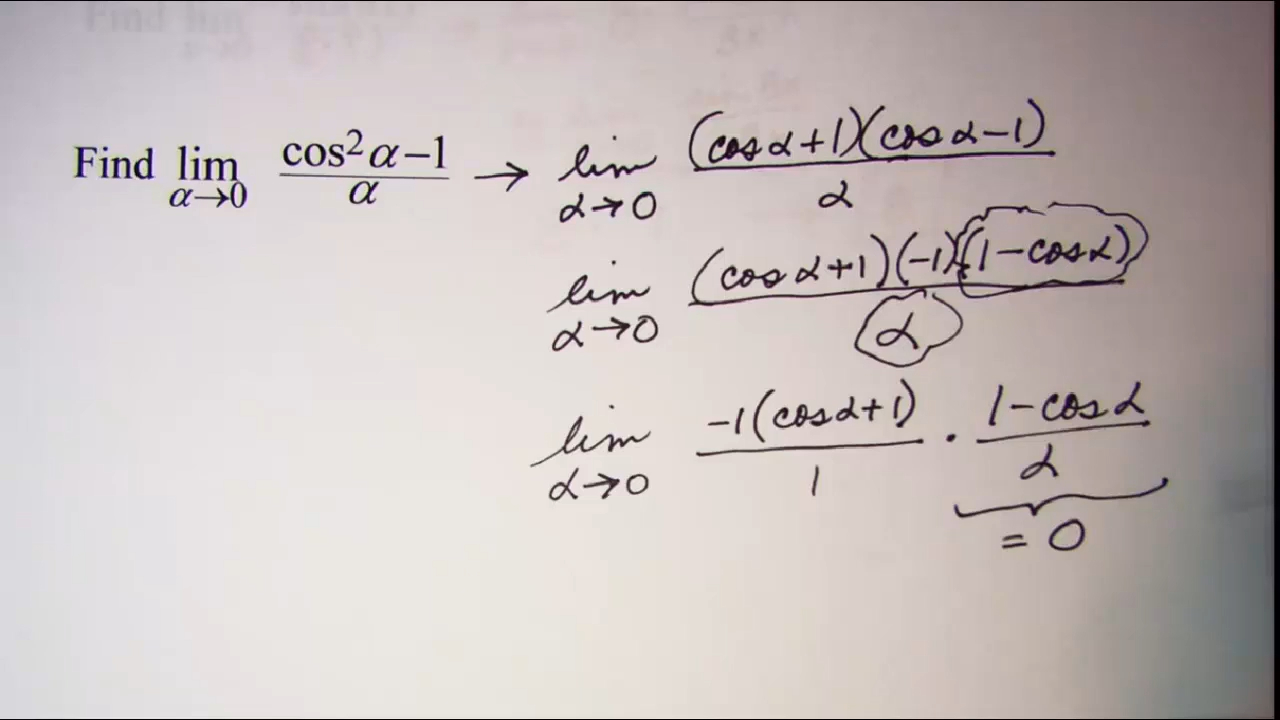 Find lim α→0 (cos²α−1)/α → lim α→0 (cos α+1)(cos α−1)/α
lim α→0 (cos α+1)(−1)(1−cos α)/α
lim α→0 −1(cos α+1)/1 · (1−cos α)/α
= 0